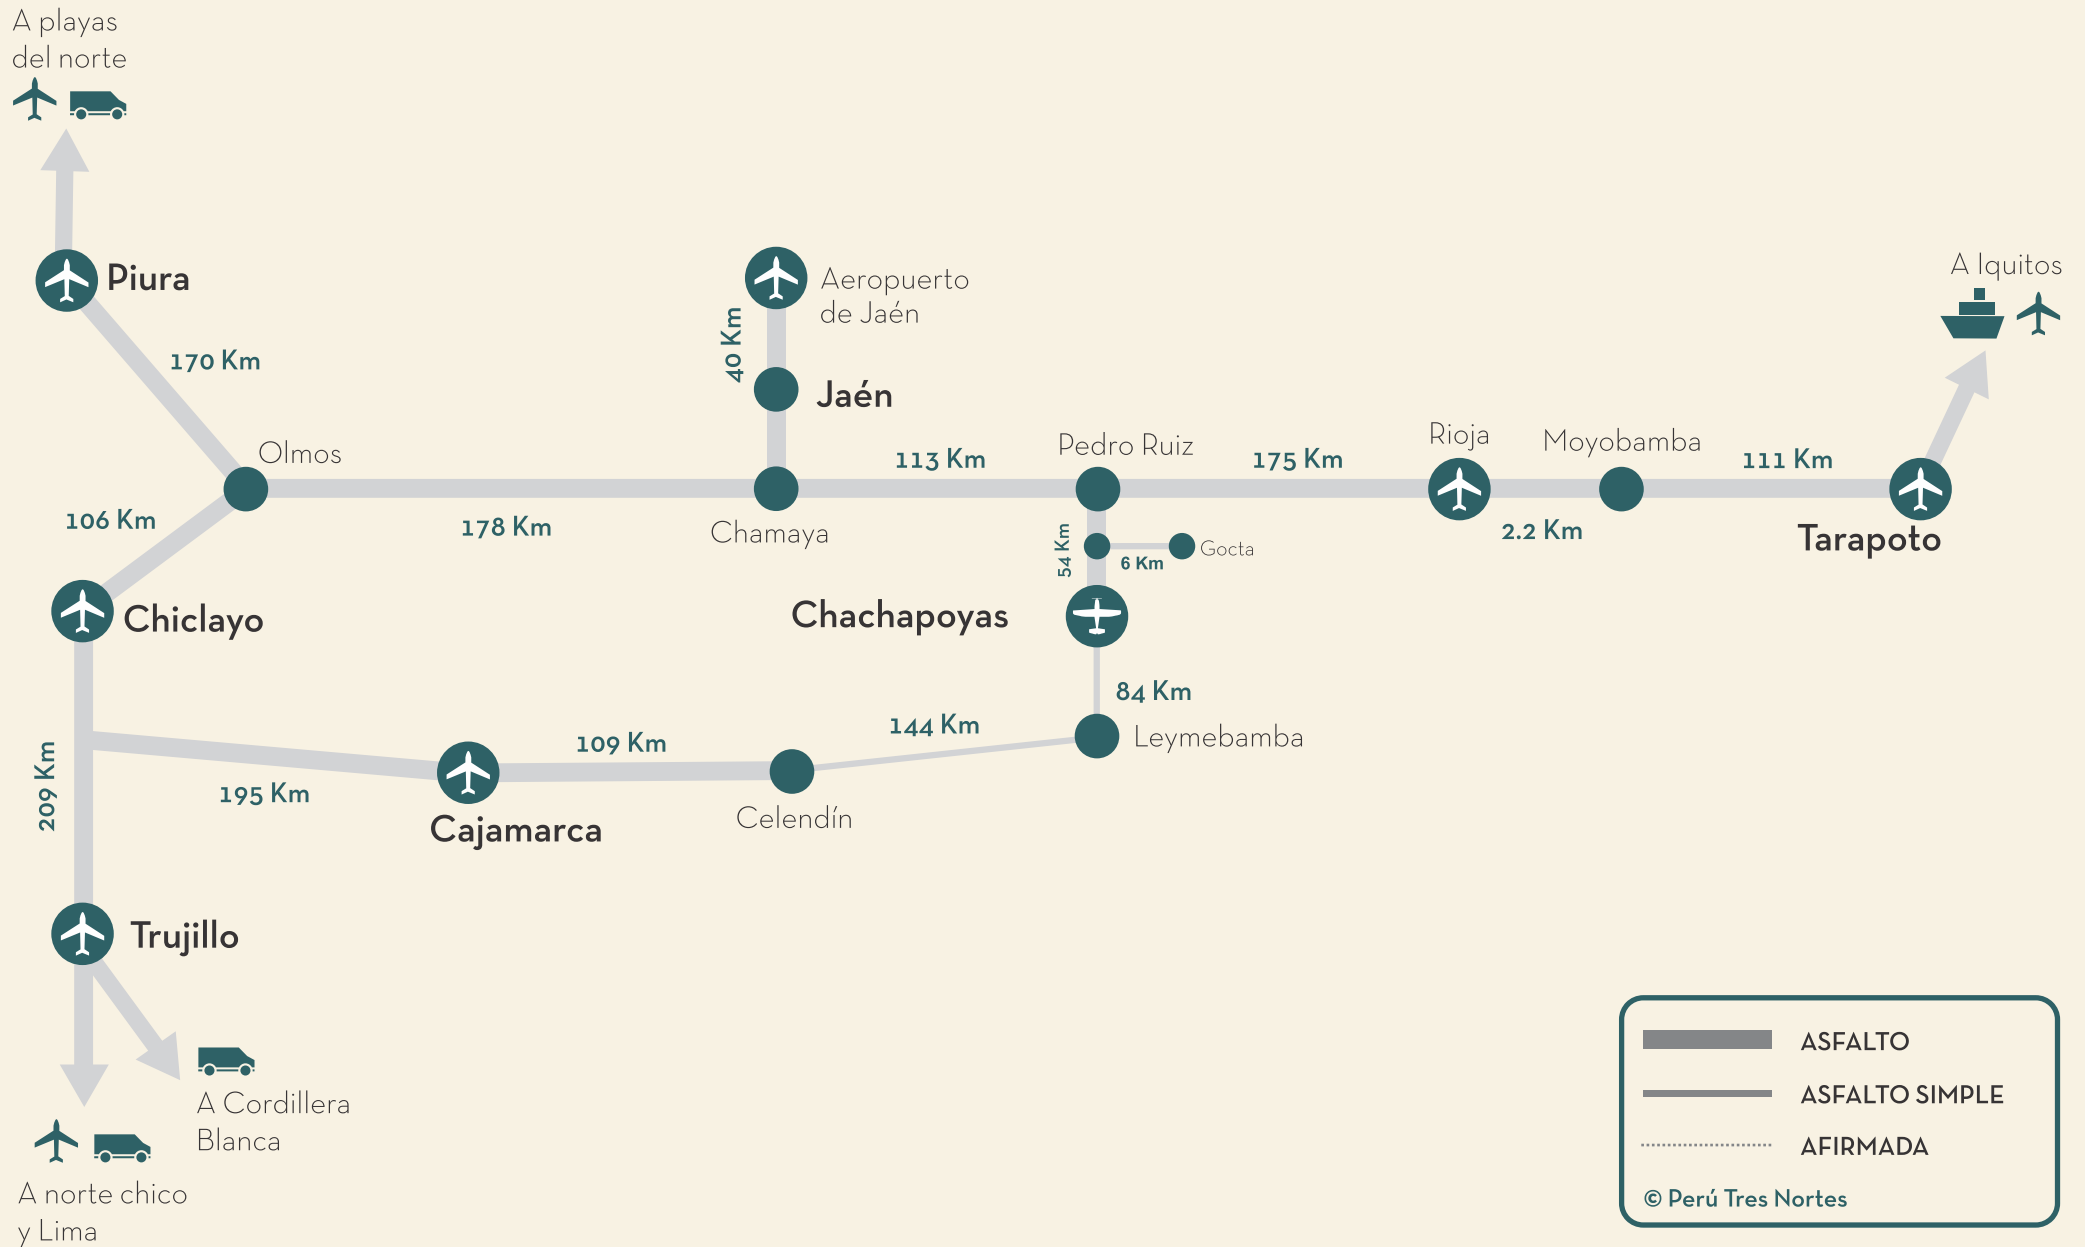 A playas
del norte
Piura
170 Km
Aeropuerto
de Jaén
40 Km
Jaén
A Iquitos
Olmos
106 Km
178 Km
Chamaya
113 Km
Pedro Ruiz
175 Km
Rioja
2.2 Km
Moyobamba
111 Km
Tarapoto
54 Km
6 Km
Gocta
Chiclayo
Chachapoyas
84 Km
Leymebamba
144 Km
109 Km
Celendín
195 Km
Cajamarca
209 Km
Trujillo
A Cordillera
Blanca
A norte chico
y Lima
ASFALTO
ASFALTO SIMPLE
AFIRMADA
© Perú Tres Nortes